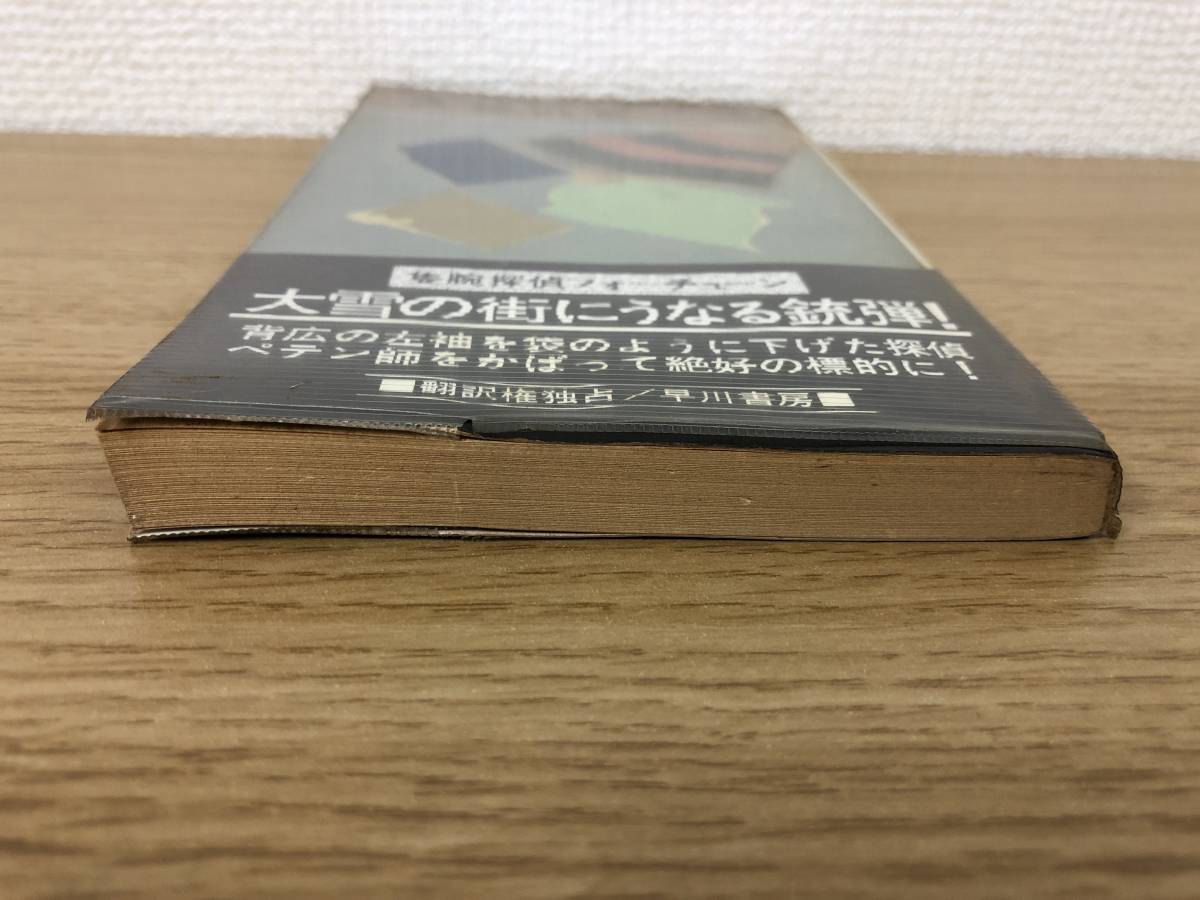 隻腕探偵フォーチューン
大雪の街にうなる銃弾!
背広の左袖を袋のように下げた探偵
ペテン師をかばって絶好の標的に!
翻訳権独占/早川書房